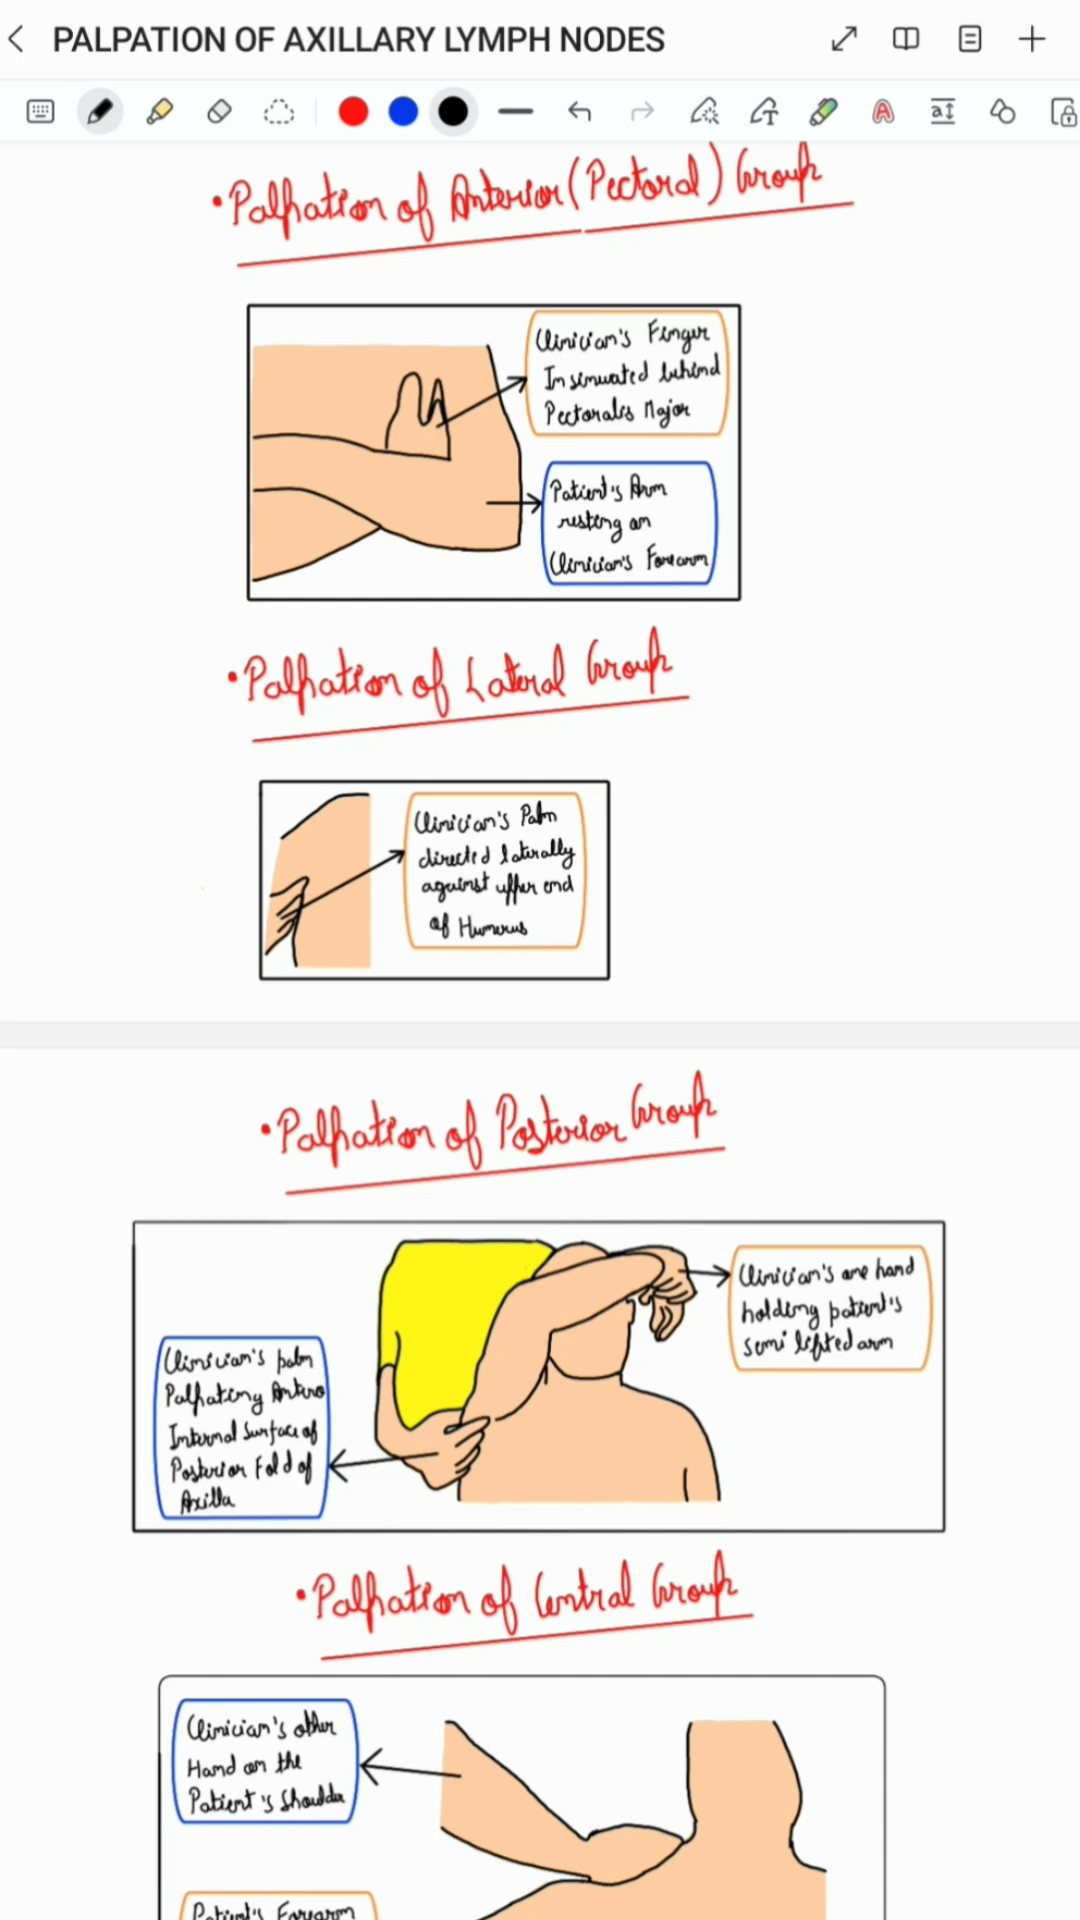 PALPATION OF AXILLARY LYMPH NODES
• Palpation of Anterior (Pectoral) Group
Clinician's Finger
Insinuated behind
Pectoralis Major
Patient's Arm
resting on
Clinician's Forearm
• Palpation of Lateral Group
Clinician's Palm
directed laterally
against upper end
of Humerus
• Palpation of Posterior Group
Clinician's one hand
holding patient's
semi lifted arm
Clinician's palm
Palpating Antero
Internal Surface of
Posterior Fold of
Axilla
• Palpation of Central Group
Clinician's other
Hand on the
Patient's Shoulder
Patient's Forearm